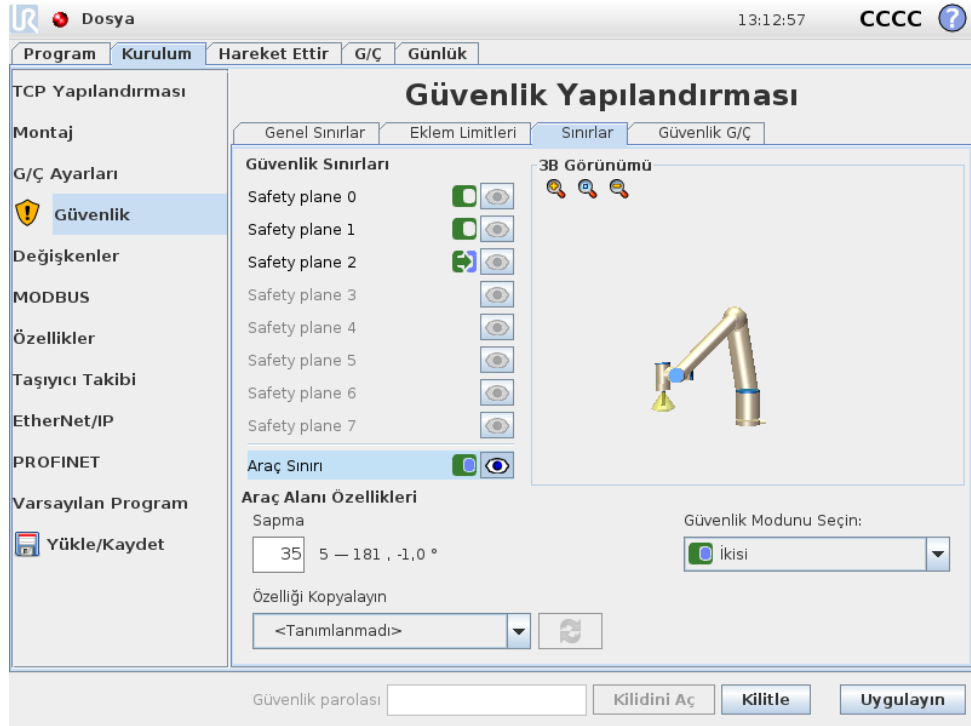 UR Dosya 13:12:57 CCCC ?
Program Kurulum Hareket Ettir G/Ç Günlük
TCP Yapılandırması
Montaj
G/Ç Ayarları
Güvenlik
Değişkenler
MODBUS
Özellikler
Taşıyıcı Takibi
EtherNet/IP
PROFINET
Varsayılan Program
Yükle/Kaydet
Güvenlik Yapılandırması
Genel Sınırlar Eklem Limitleri Sınırlar Güvenlik G/Ç
Güvenlik Sınırları
Safety plane 0
Safety plane 1
Safety plane 2
Safety plane 3
Safety plane 4
Safety plane 5
Safety plane 6
Safety plane 7
Araç Sınırı
3B Görünümü
Araç Alanı Özellikleri
Sapma
35 5 — 181 , -1,0 °
Özelliği Kopyalayın
<Tanımlanmadı>
Güvenlik Modunu Seçin:
İkisi
Güvenlik parolası Kilidini Aç Kilitle Uygulayın